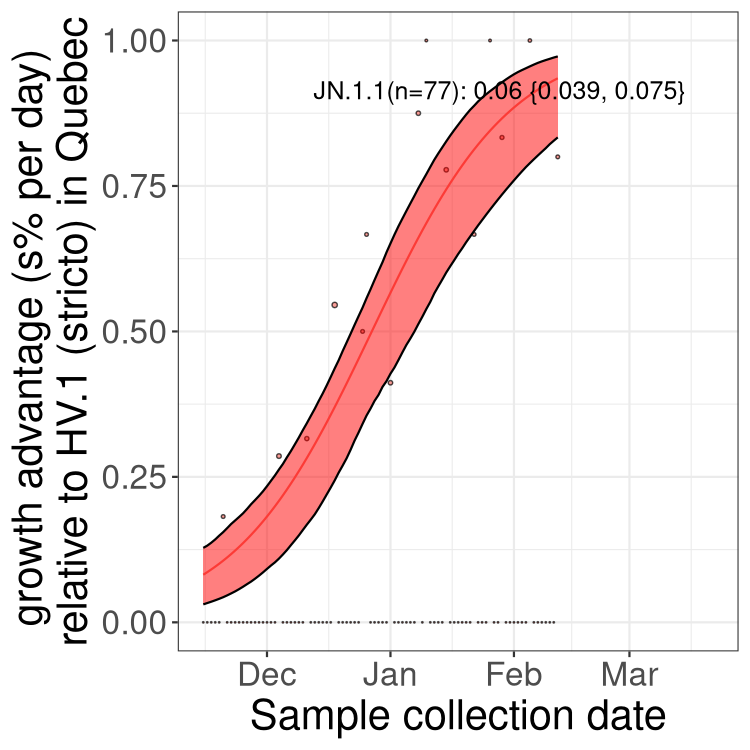 growth advantage (s% per day)
relative to HV.1 (stricto) in Quebec
1.00
0.75
0.50
0.25
0.00
JN.1.1(n=77): 0.06 {0.039, 0.075}
Dec Jan Feb Mar
Sample collection date